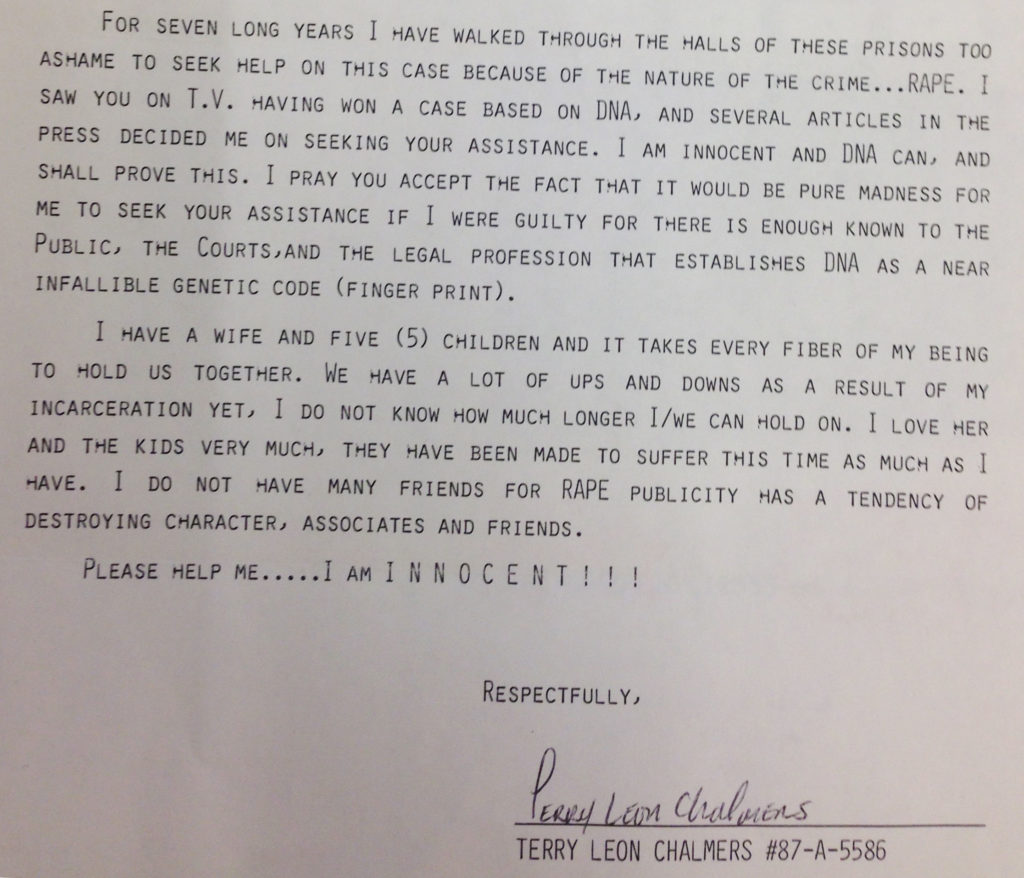 FOR SEVEN LONG YEARS I HAVE WALKED THROUGH THE HALLS OF THESE PRISONS TOO
ASHAME TO SEEK HELP ON THIS CASE BECAUSE OF THE NATURE OF THE CRIME...RAPE. I
SAW YOU ON T.V. HAVING WON A CASE BASED ON DNA, AND SEVERAL ARTICLES IN THE
PRESS DECIDED ME ON SEEKING YOUR ASSISTANCE. I AM INNOCENT AND DNA CAN, AND
SHALL PROVE THIS. I PRAY YOU ACCEPT THE FACT THAT IT WOULD BE PURE MADNESS FOR
ME TO SEEK YOUR ASSISTANCE IF I WERE GUILTY FOR THERE IS ENOUGH KNOWN TO THE
PUBLIC, THE COURTS,AND THE LEGAL PROFESSION THAT ESTABLISHES DNA AS A NEAR
INFALLIBLE GENETIC CODE (FINGER PRINT).
I HAVE A WIFE AND FIVE (5) CHILDREN AND IT TAKES EVERY FIBER OF MY BEING
TO HOLD US TOGETHER. WE HAVE A LOT OF UPS AND DOWNS AS A RESULT OF MY
INCARCERATION YET, I DO NOT KNOW HOW MUCH LONGER I/WE CAN HOLD ON. I LOVE HER
AND THE KIDS VERY MUCH, THEY HAVE BEEN MADE TO SUFFER THIS TIME AS MUCH AS I
HAVE. I DO NOT HAVE MANY FRIENDS FOR RAPE PUBLICITY HAS A TENDENCY OF
DESTROYING CHARACTER, ASSOCIATES AND FRIENDS.
PLEASE HELP ME.....I AM I N N O C E N T ! ! !
RESPECTFULLY,
Terry Leon Chalmers
TERRY LEON CHALMERS #87-A-5586